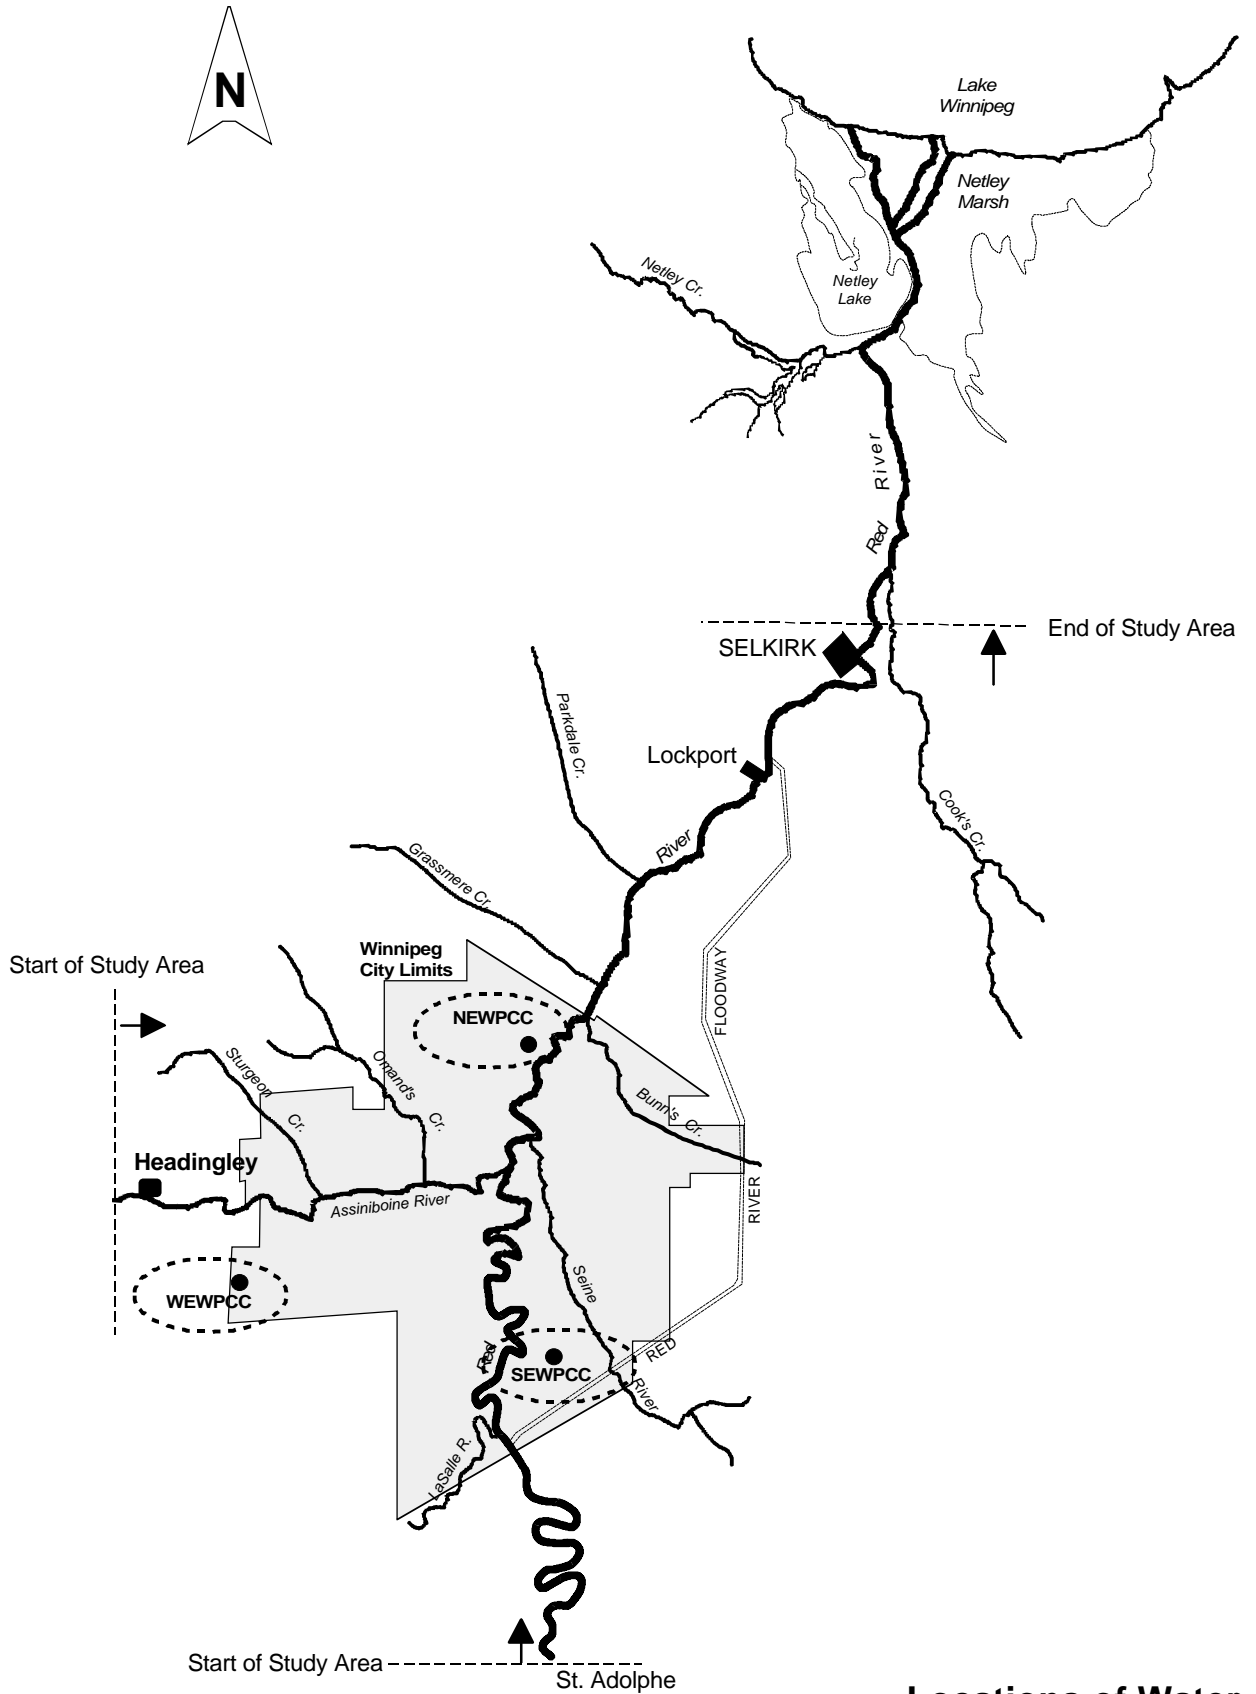 N
Lake
Winnipeg
Netley
Marsh
Netley Cr.
Netley
Lake
River
Red
End of Study Area
SELKIRK
Parkdale Cr.
Lockport
Cook's Cr.
River
Grassmere Cr.
Winnipeg
City Limits
Start of Study Area
FLOODWAY
NEWPCC
Sturgeon
Cr.
Omand's
Cr.
Bunn's Cr.
Headingley
Assiniboine River
RIVER
Seine
WEWPCC
Red
RED
SEWPCC
River
LaSalle R.
Start of Study Area
St. Adolphe